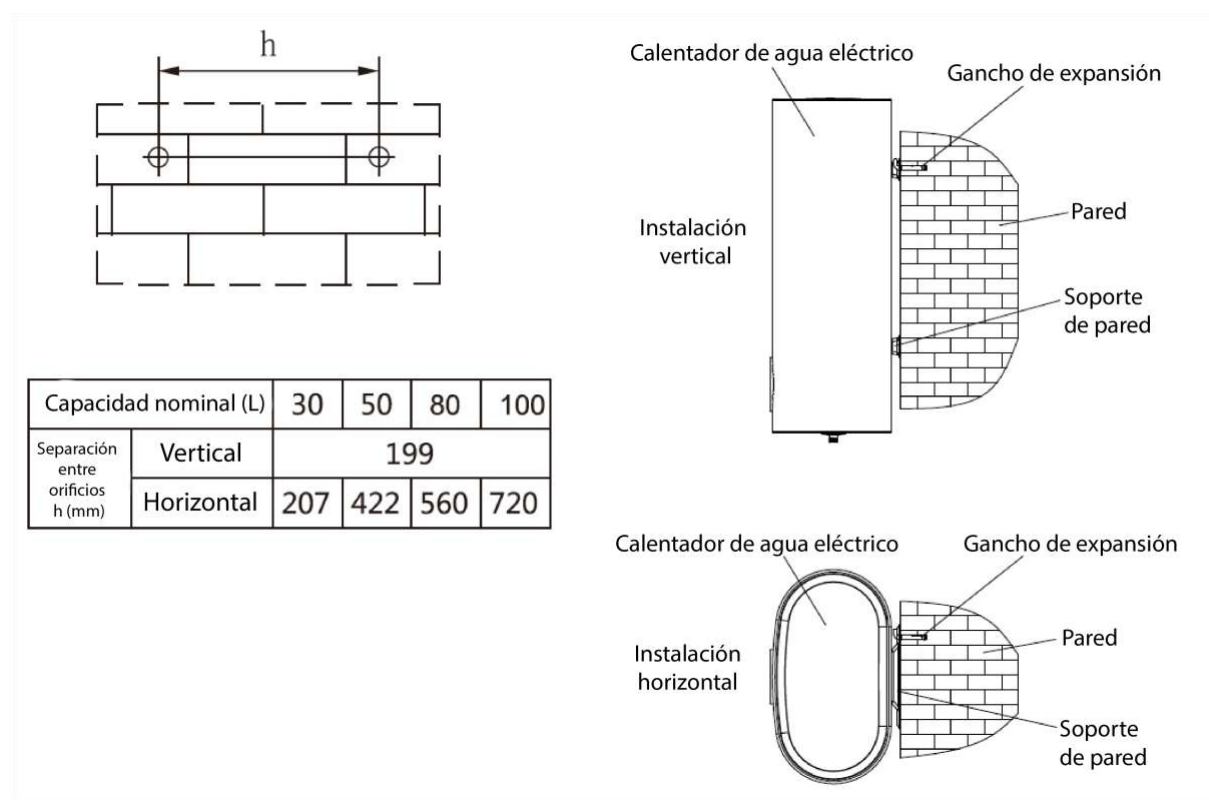 h
Capacidad nominal (L) 30 50 80 100
Separación
entre
orificios
h (mm)
Vertical 199
Horizontal 207 422 560 720
Calentador de agua eléctrico
Gancho de expansión
Instalación
vertical
Pared
Soporte
de pared
Calentador de agua eléctrico
Gancho de expansión
Instalación
horizontal
Pared
Soporte
de pared